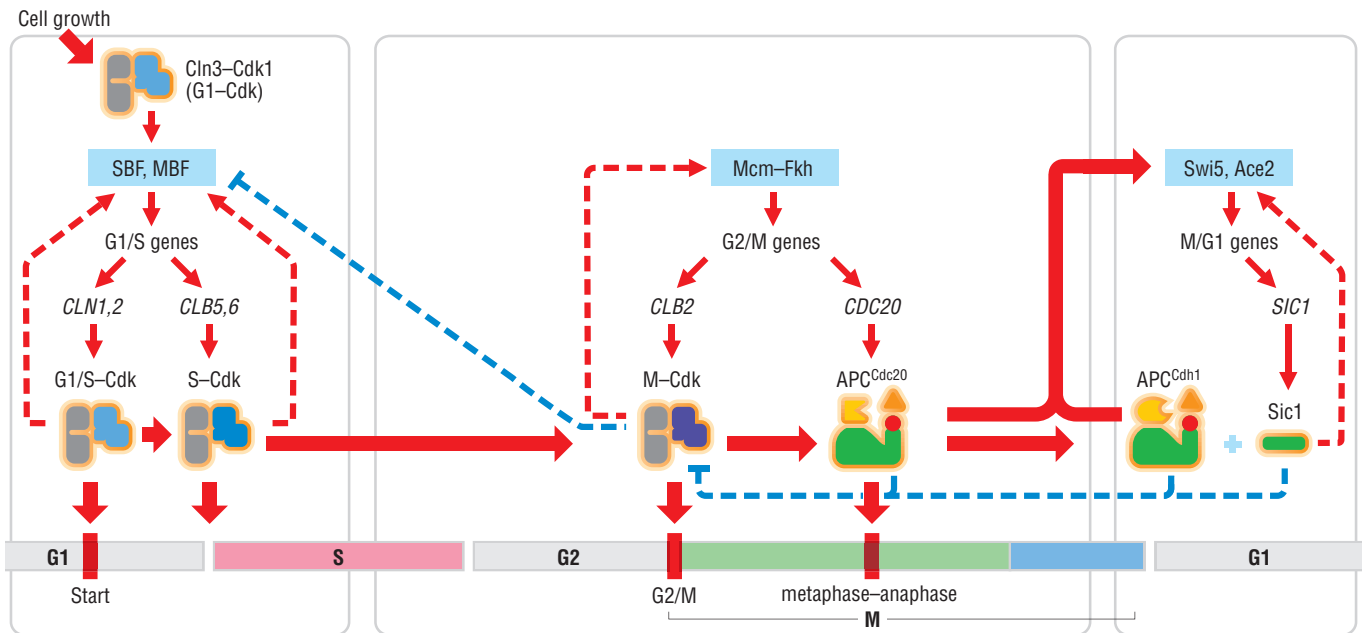 Cell growth
Cln3–Cdk1
(G1–Cdk)
SBF, MBF
G1/S genes
CLN1,2
CLB5,6
G1/S–Cdk
S–Cdk
Mcm–Fkh
G2/M genes
CLB2
CDC20
M–Cdk
APCCdc20
Swi5, Ace2
M/G1 genes
SIC1
APCCdh1
Sic1
G1
S
G2
G1
Start
G2/M
metaphase–anaphase
M